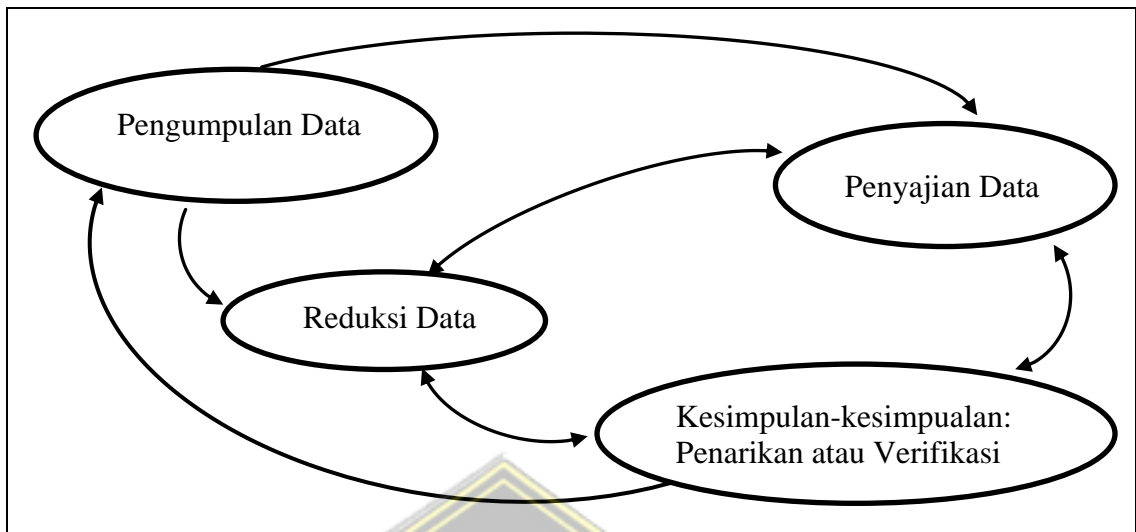 Pengumpulan Data
Penyajian Data
Reduksi Data
Kesimpulan-kesimpualan:
Penarikan atau Verifikasi